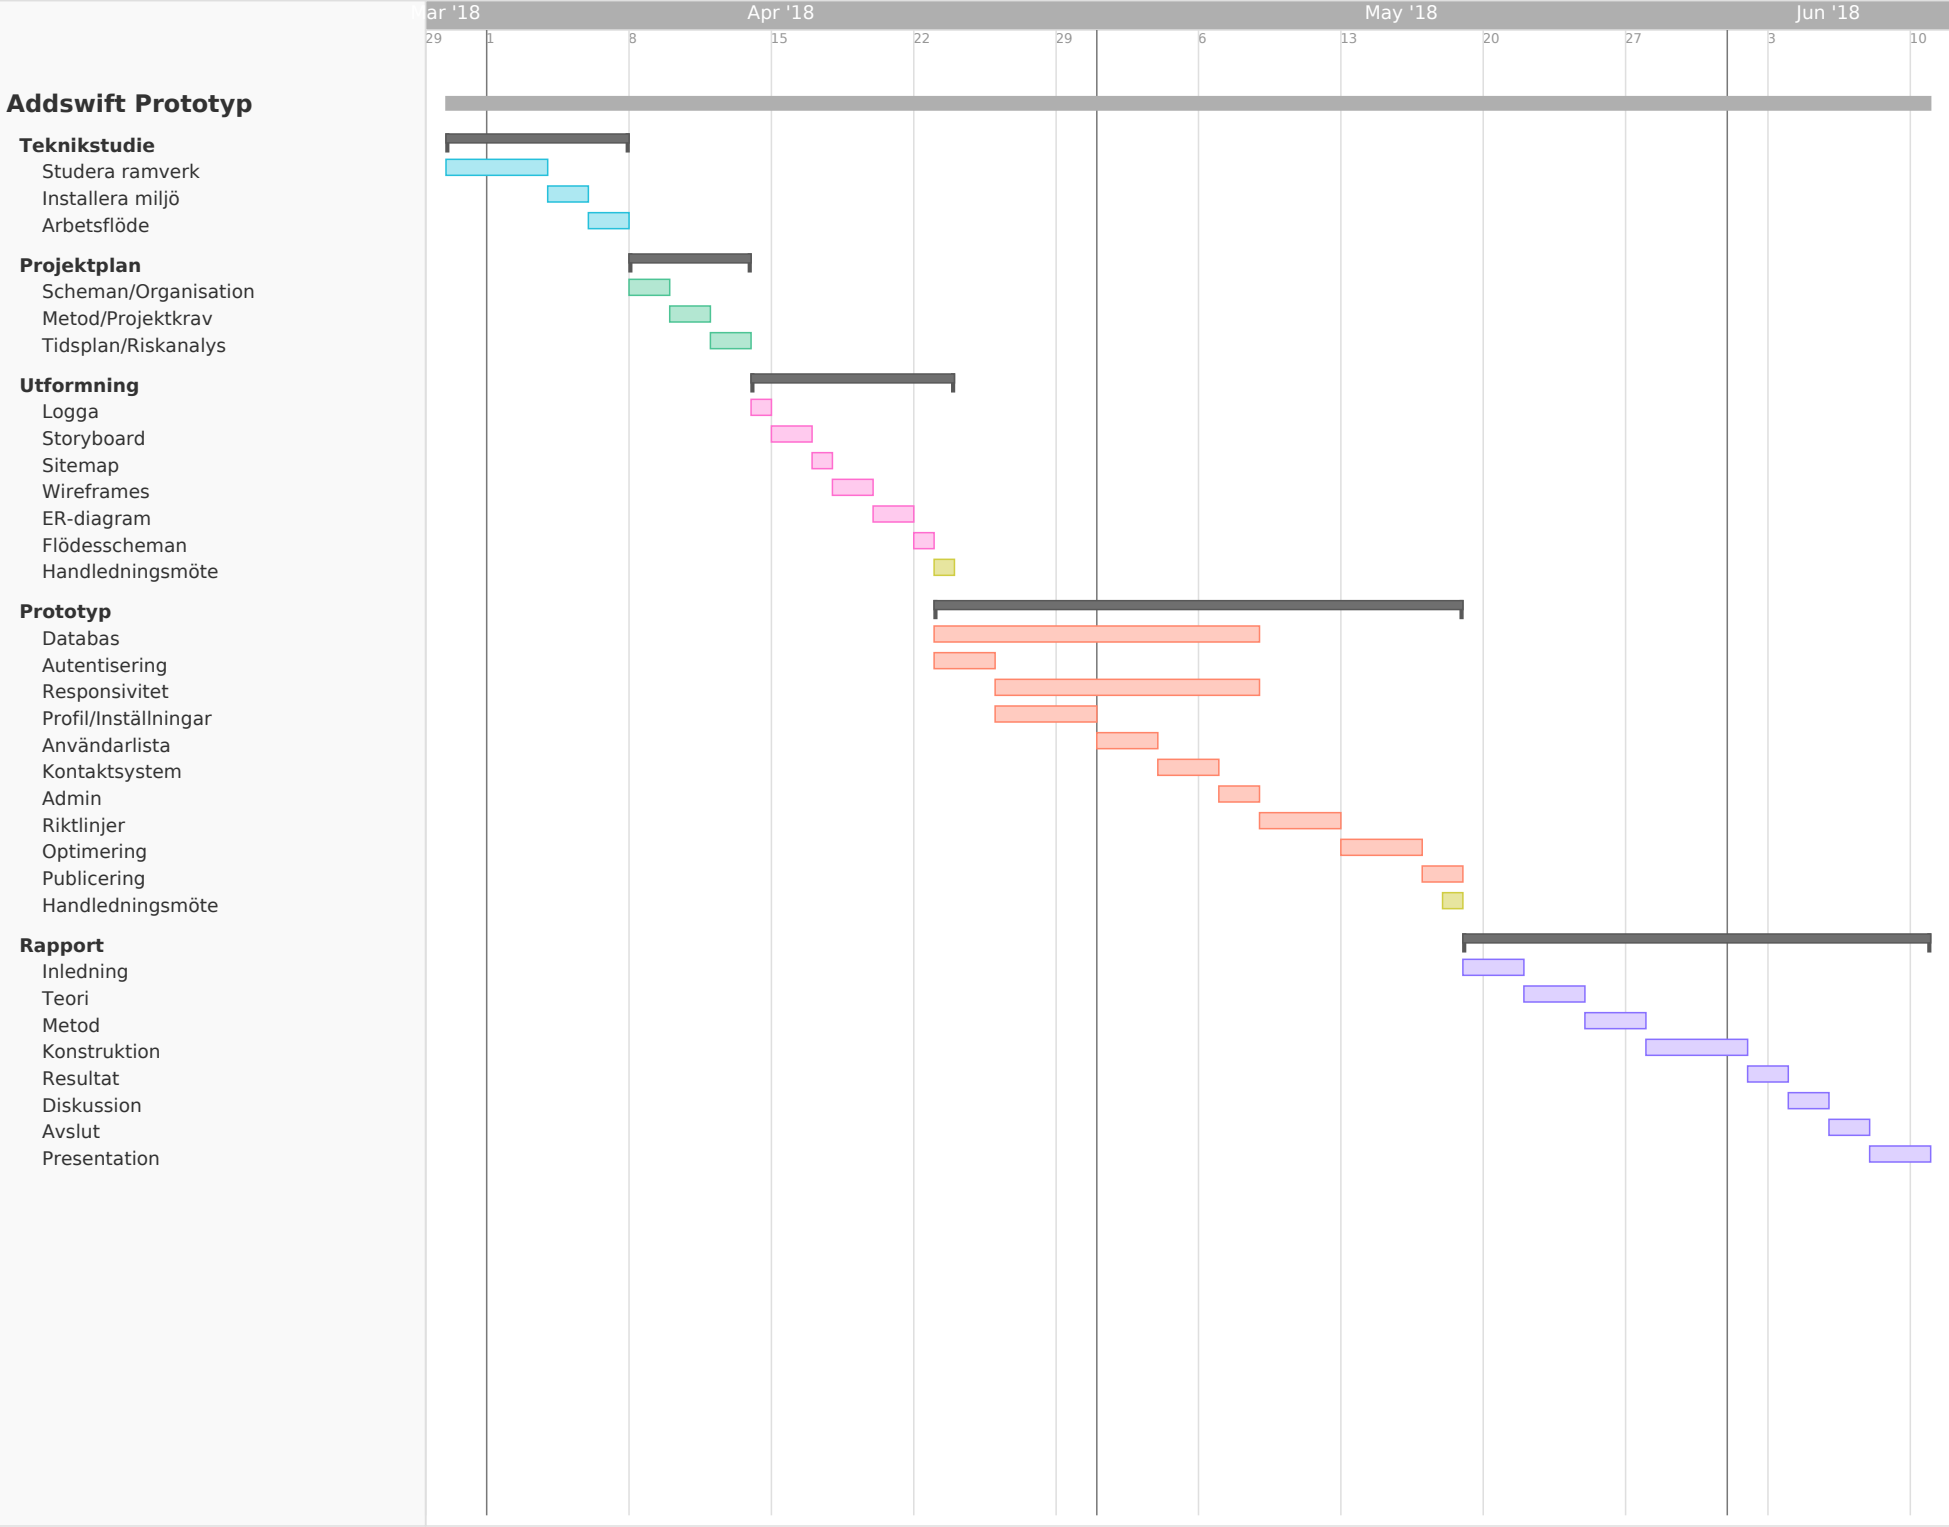 Mar '18 Apr '18 May '18 Jun '18
29 1 8 15 22 29 6 13 20 27 3 10
Addswift Prototyp
Teknikstudie
Studera ramverk
Installera miljö
Arbetsflöde
Projektplan
Scheman/Organisation
Metod/Projektkrav
Tidsplan/Riskanalys
Utformning
Logga
Storyboard
Sitemap
Wireframes
ER-diagram
Flödesscheman
Handledningsmöte
Prototyp
Databas
Autentisering
Responsivitet
Profil/Inställningar
Användarlista
Kontaktsystem
Admin
Riktlinjer
Optimering
Publicering
Handledningsmöte
Rapport
Inledning
Teori
Metod
Konstruktion
Resultat
Diskussion
Avslut
Presentation